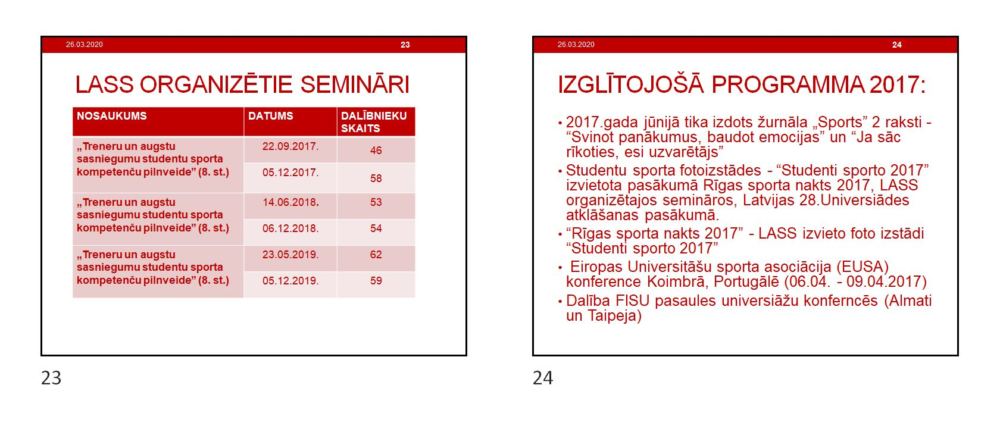 26.03.2020 23
LASS ORGANIZĒTIE SEMINĀRI
NOSAUKUMS DATUMS DALĪBNIEKU
SKAITS
„Treneru un augstu
sasniegumu studentu sporta
kompetenču pilnveide” (8. st.)
22.09.2017. 46
05.12.2017. 58
„Treneru un augstu
sasniegumu studentu sporta
kompetenču pilnveide” (8. st.)
14.06.2018. 53
06.12.2018. 54
„Treneru un augstu
sasniegumu studentu sporta
kompetenču pilnveide” (8. st.)
23.05.2019. 62
05.12.2019. 59
23
26.03.2020 24
IZGLĪTOJOŠĀ PROGRAMMA 2017:
• 2017.gada jūnijā tika izdots žurnāla „Sports” 2 raksti -
“Svinot panākumus, baudot emocijas” un “Ja sāc
rīkoties, esi uzvarētājs”
• Studentu sporta fotoizstādes - “Studenti sporto 2017”
izvietota pasākumā Rīgas sporta nakts 2017, LASS
organizētajos semināros, Latvijas 28.Universiādes
atklāšanas pasākumā.
• “Rīgas sporta nakts 2017” - LASS izvieto foto izstādi
“Studenti sporto 2017”
• Eiropas Universitāšu sporta asociācija (EUSA)
konference Koimbrā, Portugālē (06.04. - 09.04.2017)
• Dalība FISU pasaules universiāžu konferncēs (Almati
un Taipeja)
24